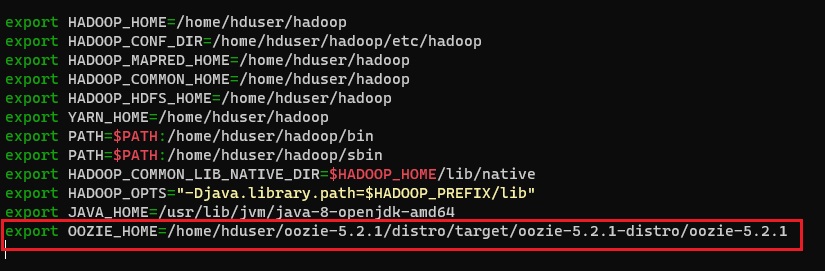 export HADOOP_HOME=/home/hduser/hadoop
export HADOOP_CONF_DIR=/home/hduser/hadoop/etc/hadoop
export HADOOP_MAPRED_HOME=/home/hduser/hadoop
export HADOOP_COMMON_HOME=/home/hduser/hadoop
export HADOOP_HDFS_HOME=/home/hduser/hadoop
export YARN_HOME=/home/hduser/hadoop
export PATH=$PATH:/home/hduser/hadoop/bin
export PATH=$PATH:/home/hduser/hadoop/sbin
export HADOOP_COMMON_LIB_NATIVE_DIR=$HADOOP_HOME/lib/native
export HADOOP_OPTS="-Djava.library.path=$HADOOP_PREFIX/lib"
export JAVA_HOME=/usr/lib/jvm/java-8-openjdk-amd64
export OOZIE_HOME=/home/hduser/oozie-5.2.1/distro/target/oozie-5.2.1-distro/oozie-5.2.1